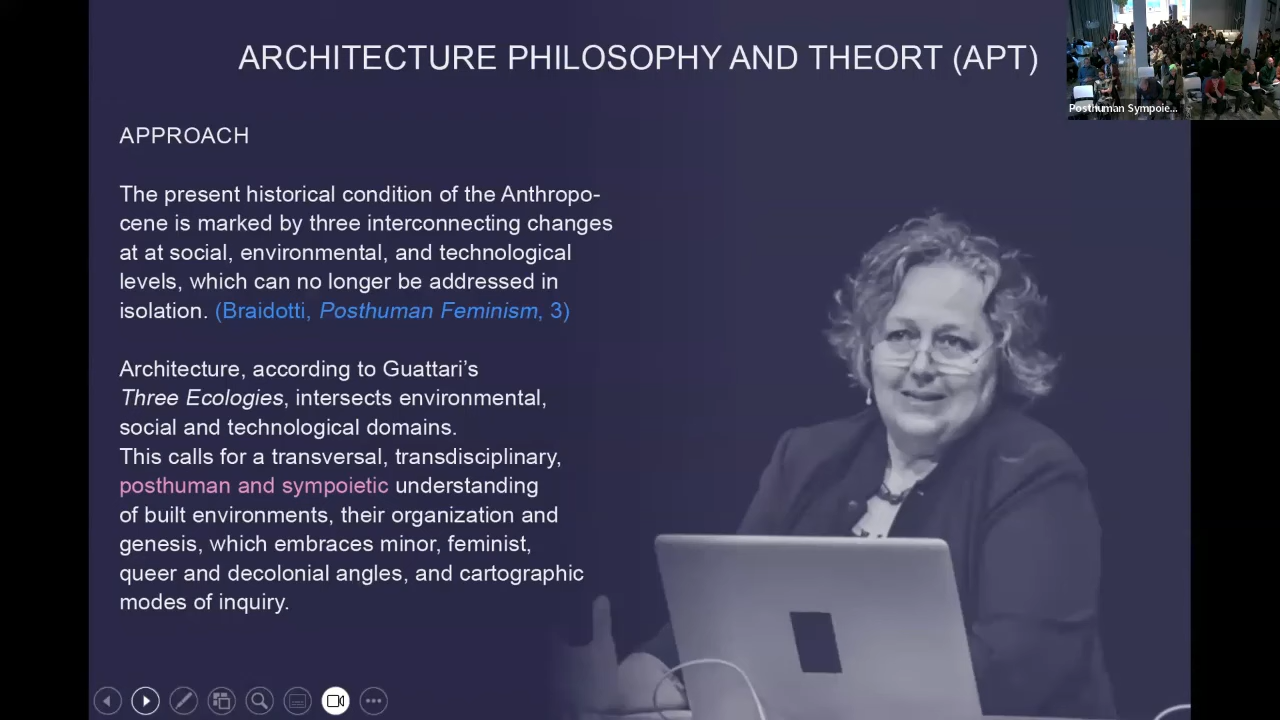 ARCHITECTURE PHILOSOPHY AND THEORT (APT)
Posthuman Sympoie...
APPROACH
The present historical condition of the Anthropo-
cene is marked by three interconnecting changes
at at social, environmental, and technological
levels, which can no longer be addressed in
isolation. (Braidotti, Posthuman Feminism, 3)
Architecture, according to Guattari's
Three Ecologies, intersects environmental,
social and technological domains.
This calls for a transversal, transdisciplinary,
posthuman and sympoietic understanding
of built environments, their organization and
genesis, which embraces minor, feminist,
queer and decolonial angles, and cartographic
modes of inquiry.